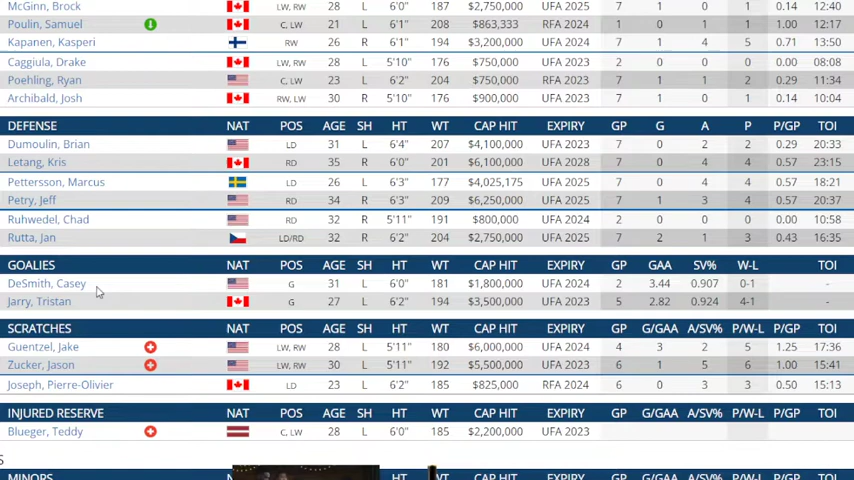 McGinn, Brock LW, RW 28 L 6'0" 187 $2,750,000 UFA 2025 7 1 0 1 0.14 12:40
Poulin, Samuel C, LW 21 L 6'1" 208 $863,333 RFA 2024 1 0 1 1 1.00 12:17
Kapanen, Kasperi RW 26 R 6'1" 194 $3,200,000 UFA 2024 7 1 4 5 0.71 13:50
Caggiula, Drake LW, RW 28 L 5'10" 176 $750,000 UFA 2023 2 0 0 0 0.00 08:08
Poehling, Ryan C, LW 23 L 6'2" 204 $750,000 RFA 2023 7 1 1 2 0.29 11:34
Archibald, Josh RW, LW 30 R 5'10" 176 $900,000 UFA 2023 7 1 0 1 0.14 10:04
DEFENSE NAT POS AGE SH HT WT CAP HIT EXPIRY GP G A P P/GP TOI
Dumoulin, Brian LD 31 L 6'4" 207 $4,100,000 UFA 2023 7 0 2 2 0.29 20:33
Letang, Kris RD 35 R 6'0" 201 $6,100,000 UFA 2028 7 0 4 4 0.57 23:15
Pettersson, Marcus LD 26 L 6'3" 177 $4,025,175 UFA 2025 7 0 4 4 0.57 18:21
Petry, Jeff RD 34 R 6'3" 209 $6,250,000 UFA 2025 7 1 3 4 0.57 20:37
Ruhwedel, Chad RD 32 R 5'11" 191 $800,000 UFA 2024 2 0 0 0 0.00 10:58
Rutta, Jan LD/RD 32 R 6'2" 204 $2,750,000 UFA 2025 7 2 1 3 0.43 16:35
GOALIES NAT POS AGE SH HT WT CAP HIT EXPIRY GP GAA SV% W-L TOI
DeSmith, Casey G 31 L 6'0" 181 $1,800,000 UFA 2024 2 3.44 0.907 0-1 -
Jarry, Tristan G 27 L 6'2" 194 $3,500,000 UFA 2023 5 2.82 0.924 4-1 -
SCRATCHES NAT POS AGE SH HT WT CAP HIT EXPIRY GP G/GAA A/SV% P/W-L P/GP TOI
Guentzel, Jake LW, RW 28 L 5'11" 180 $6,000,000 UFA 2024 4 3 2 5 1.25 17:36
Zucker, Jason LW, RW 30 L 5'11" 192 $5,500,000 UFA 2023 6 1 5 6 1.00 15:41
Joseph, Pierre-Olivier LD 23 L 6'2" 185 $825,000 RFA 2024 6 0 3 3 0.50 15:13
INJURED RESERVE NAT POS AGE SH HT WT CAP HIT EXPIRY GP G/GAA A/SV% P/W-L P/GP TOI
Blueger, Teddy C, LW 28 L 6'0" 185 $2,200,000 UFA 2023
S
MINORS HT WT CAP HIT EXPIRY GP G/GAA A/SV% P/W-L P/GP TOI